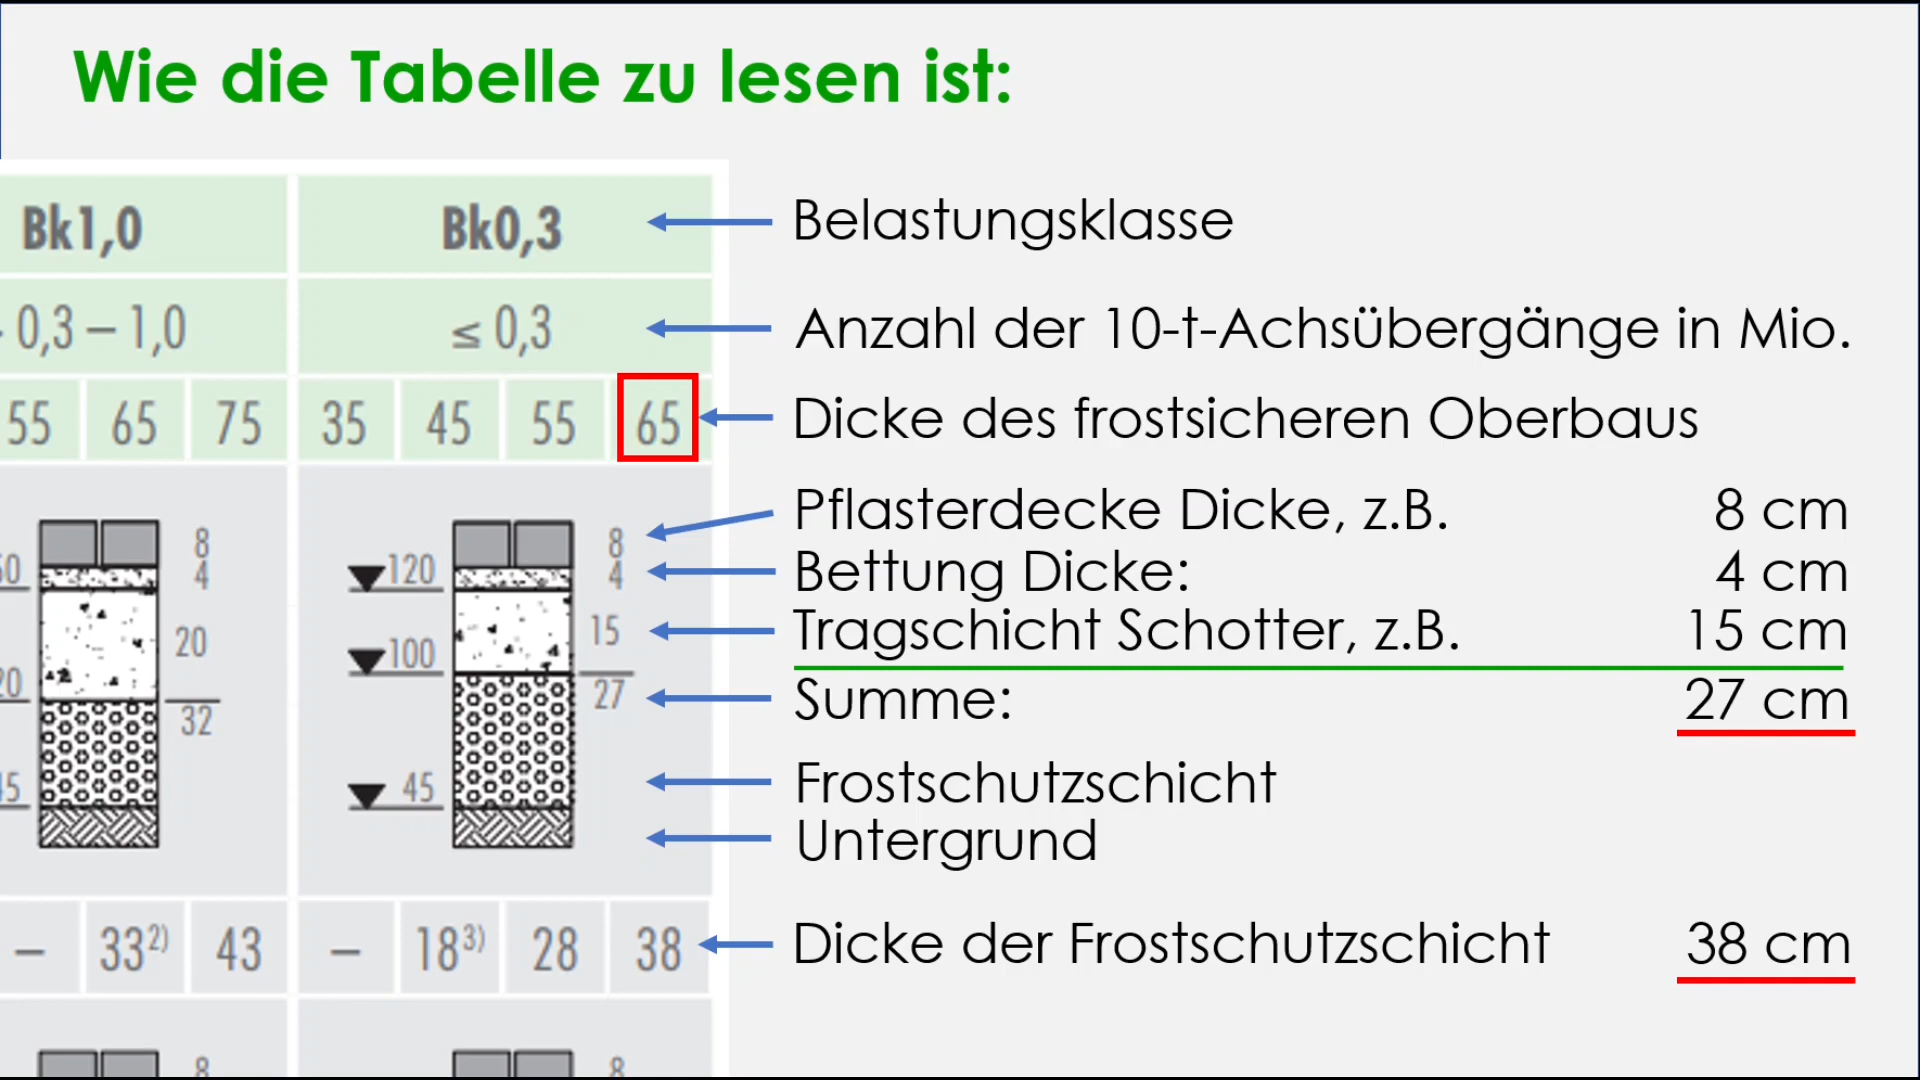 Wie die Tabelle zu lesen ist:
Bk1,0 Bk0,3 Belastungsklasse
0,3 – 1,0 ≤ 0,3 Anzahl der 10-t-Achsübergänge in Mio.
55 65 75 35 45 55 65 Dicke des frostsicheren Oberbaus
8 8 Pflasterdecke Dicke, z.B. 8 cm
4 120 4 Bettung Dicke: 4 cm
20 100 15 Tragschicht Schotter, z.B. 15 cm
32 27 Summe: 27 cm
45 Frostschutzschicht
Untergrund
– 33²⁾ 43 – 18³⁾ 28 38 Dicke der Frostschutzschicht 38 cm
8 8